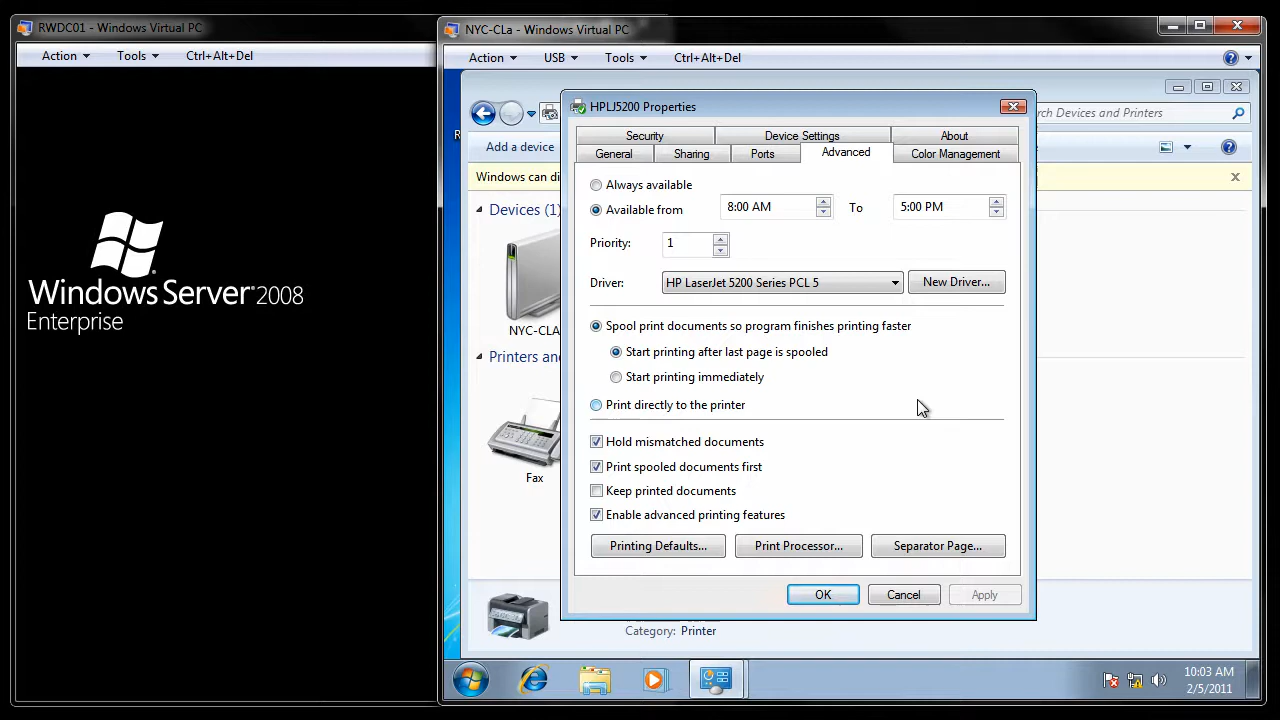 RWDC01 - Windows Virtual PC
Action Tools Ctrl+Alt+Del
Windows Server 2008
Enterprise
NYC-CLa - Windows Virtual PC
Action USB Tools Ctrl+Alt+Del
Search Devices and Printers
Add a device
Windows can di
Devices (1)
NYC-CLA
Printers and
Fax
Category: Printer
HPLJ5200 Properties
Security Device Settings About
General Sharing Ports Advanced Color Management
Always available
Available from 8:00 AM To 5:00 PM
Priority: 1
Driver: HP LaserJet 5200 Series PCL 5 New Driver...
Spool print documents so program finishes printing faster
Start printing after last page is spooled
Start printing immediately
Print directly to the printer
Hold mismatched documents
Print spooled documents first
Keep printed documents
Enable advanced printing features
Printing Defaults... Print Processor... Separator Page...
OK Cancel Apply
10:03 AM
2/5/2011